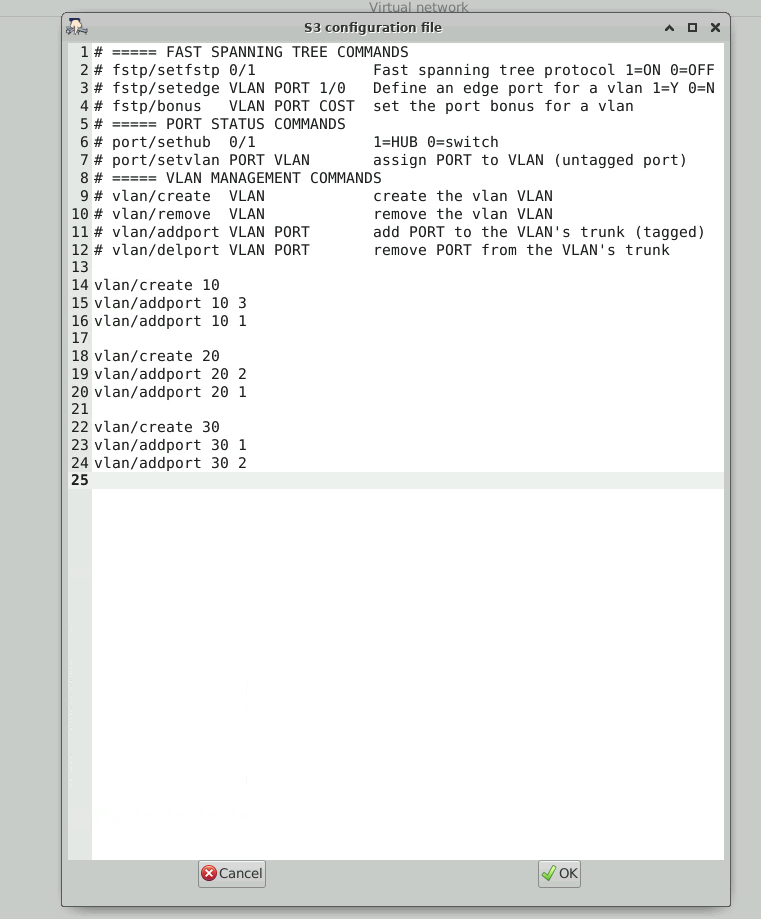 Virtual network
S3 configuration file
1 # ===== FAST SPANNING TREE COMMANDS
2 # fstp/setfstp 0/1             Fast spanning tree protocol 1=ON 0=OFF
3 # fstp/setedge VLAN PORT 1/0   Define an edge port for a vlan 1=Y 0=N
4 # fstp/bonus   VLAN PORT COST  set the port bonus for a vlan
5 # ===== PORT STATUS COMMANDS
6 # port/sethub  0/1             1=HUB 0=switch
7 # port/setvlan PORT VLAN       assign PORT to VLAN (untagged port)
8 # ===== VLAN MANAGEMENT COMMANDS
9 # vlan/create  VLAN            create the vlan VLAN
10 # vlan/remove  VLAN            remove the vlan VLAN
11 # vlan/addport VLAN PORT       add PORT to the VLAN's trunk (tagged)
12 # vlan/delport VLAN PORT       remove PORT from the VLAN's trunk
13
14 vlan/create 10
15 vlan/addport 10 3
16 vlan/addport 10 1
17
18 vlan/create 20
19 vlan/addport 20 2
20 vlan/addport 20 1
21
22 vlan/create 30
23 vlan/addport 30 1
24 vlan/addport 30 2
25
Cancel OK